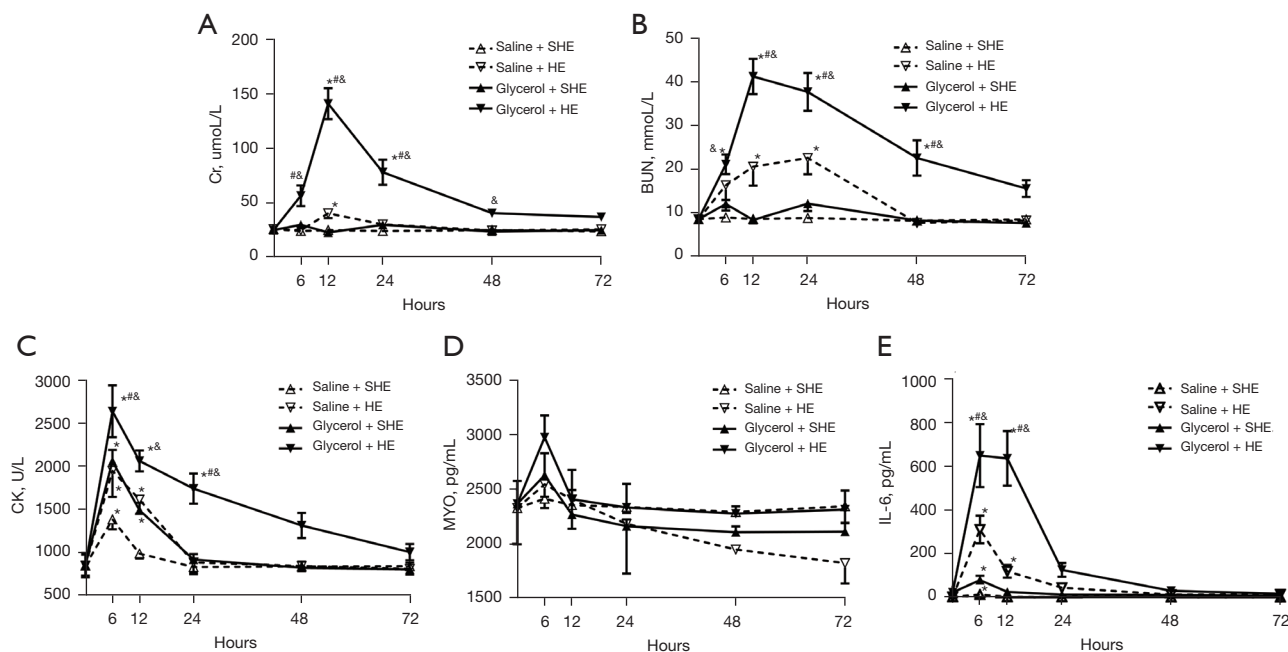 A
Cr, umoL/L
200
150
100
50
0
6 12 24 48 72
Hours
Saline + SHE
Saline + HE
Glycerol + SHE
Glycerol + HE
#&
*#&
*
*#&
&
B
BUN, mmoL/L
50
40
30
20
10
0
6 12 24 48 72
Hours
Saline + SHE
Saline + HE
Glycerol + SHE
Glycerol + HE
& *
*#&
*
*#&
*
*#&
C
CK, U/L
3000
2500
2000
1500
1000
500
6 12 24 48 72
Hours
Saline + SHE
Saline + HE
Glycerol + SHE
Glycerol + HE
*#&
*
*
*
*&
*
*
*#&
D
MYO, pg/mL
3500
3000
2500
2000
1500
6 12 24 48 72
Hours
Saline + SHE
Saline + HE
Glycerol + SHE
Glycerol + HE
E
IL-6, pg/mL
1000
800
600
400
200
0
6 12 24 48 72
Hours
Saline + SHE
Saline + HE
Glycerol + SHE
Glycerol + HE
*#&
*#&
*
*
*
*